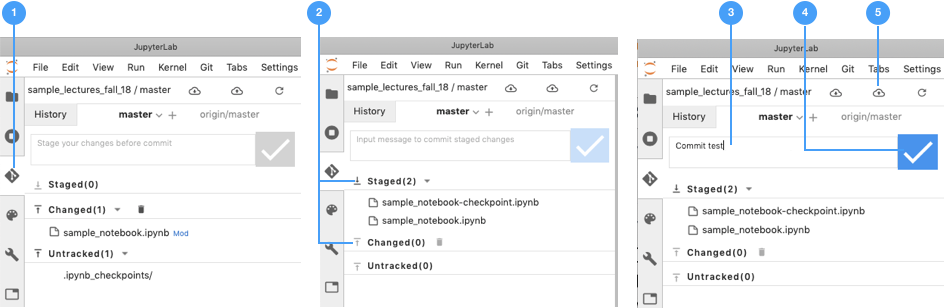 1
2
3
4
5
JupyterLab
File Edit View Run Kernel Git Tabs Settings
sample_lectures_fall_18 / master
History master origin/master
Stage your changes before commit
Staged(0)
Changed(1)
sample_notebook.ipynb Mod
Untracked(1)
.ipynb_checkpoints/
JupyterLab
File Edit View Run Kernel Git Tabs Settings
sample_lectures_fall_18 / master
History master origin/master
Input message to commit staged changes
Staged(2)
sample_notebook-checkpoint.ipynb
sample_notebook.ipynb
Changed(0)
Untracked(0)
JupyterLab
File Edit View Run Kernel Git Tabs Settings
sample_lectures_fall_18 / master
History master origin/master
Commit test
Staged(2)
sample_notebook-checkpoint.ipynb
sample_notebook.ipynb
Changed(0)
Untracked(0)